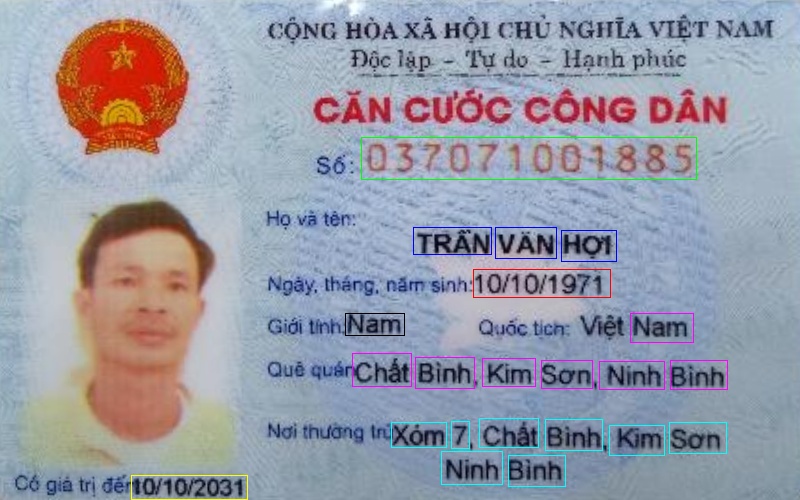 CỘNG HÒA XÃ HỘI CHỦ NGHĨA VIỆT NAM
Độc lập - Tự do - Hạnh phúc
CĂN CƯỚC CÔNG DÂN
Số: 037071001885
Họ và tên:
TRẦN VĂN HỢI
Ngày, tháng, năm sinh: 10/10/1971
Giới tính: Nam Quốc tịch: Việt Nam
Quê quán: Chất Bình, Kim Sơn, Ninh Bình
Nơi thường trú: Xóm 7, Chất Bình, Kim Sơn
Ninh Bình
Có giá trị đến: 10/10/2031